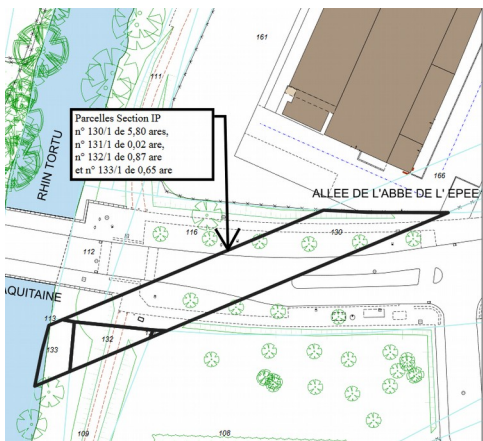 161
111
Parcelles Section IP
n° 130/1 de 5,80 ares,
n° 131/1 de 0,02 are,
n° 132/1 de 0,87 are
et n° 133/1 de 0,65 are
RHIN TORTU
166
ALLEE DE L'ABBE DE L' EPEE
116
130
112
AQUITAINE
113
132
133
109
108